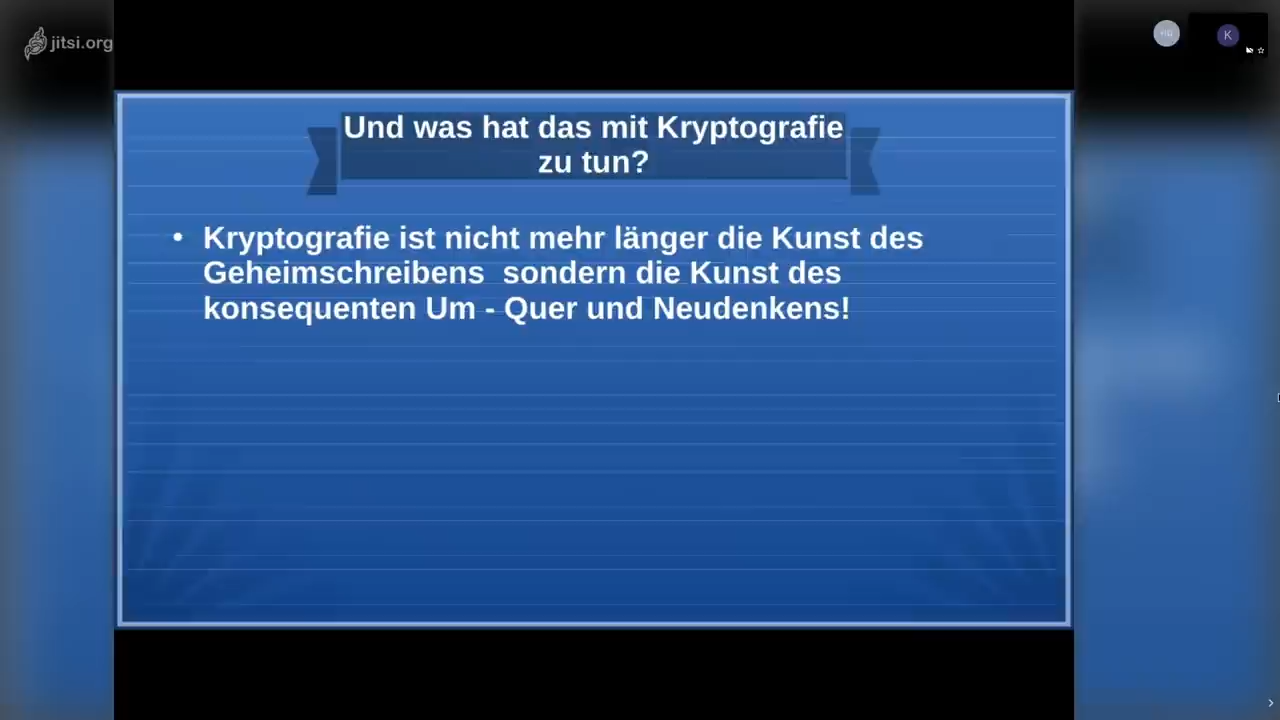 jitsi.org
K
Und was hat das mit Kryptografie
zu tun?
• Kryptografie ist nicht mehr länger die Kunst des
Geheimschreibens  sondern die Kunst des
konsequenten Um - Quer und Neudenkens!